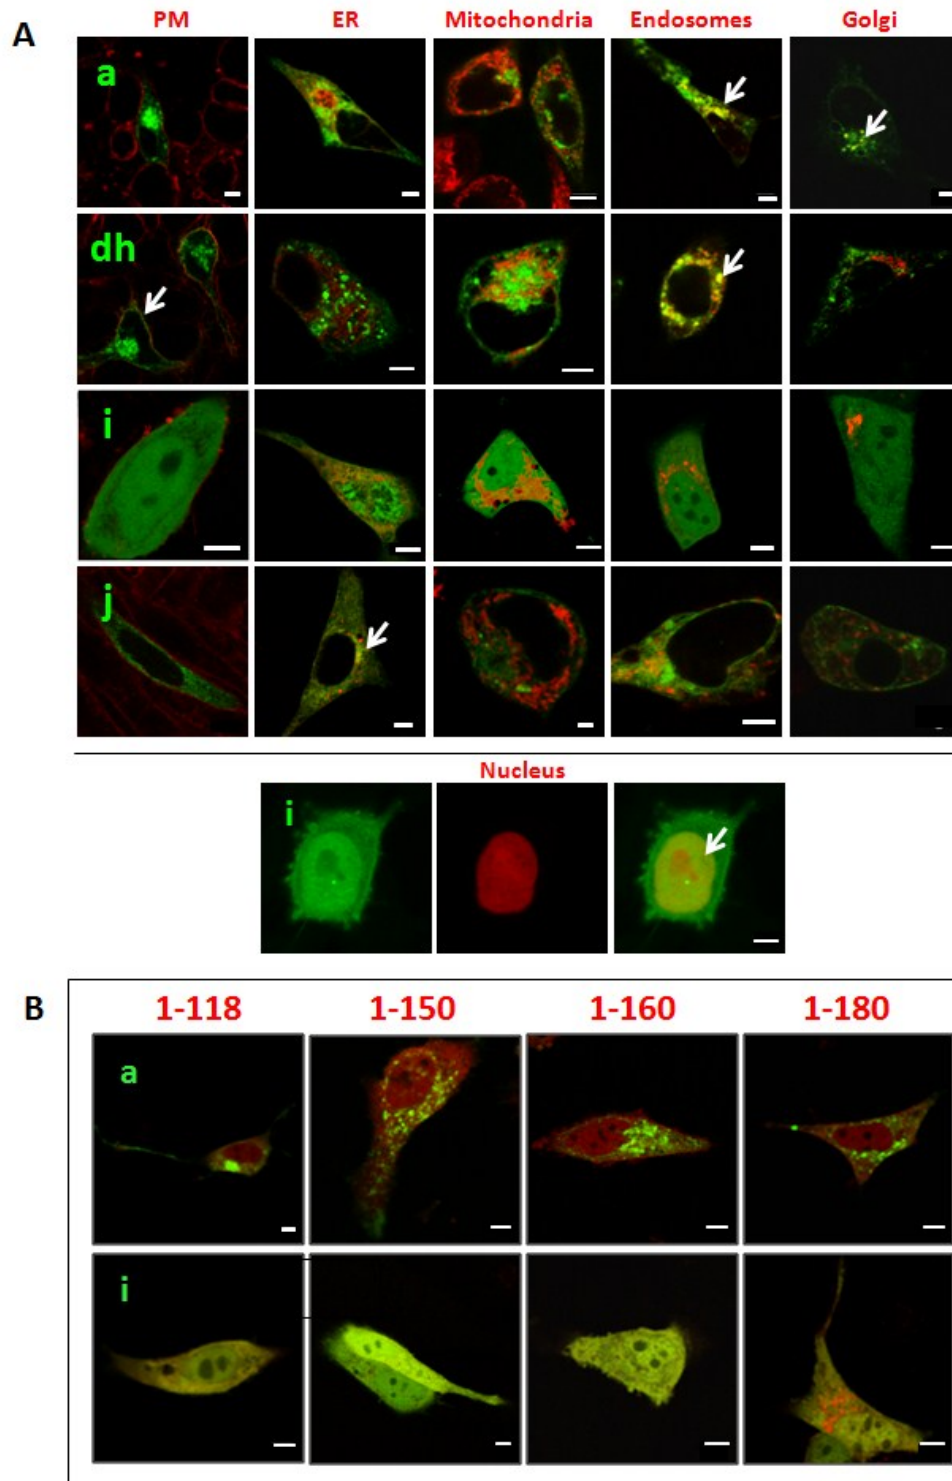 A
PM ER Mitochondria Endosomes Golgi
a
dh
i
j
Nucleus
i
B
1-118 1-150 1-160 1-180
a
i